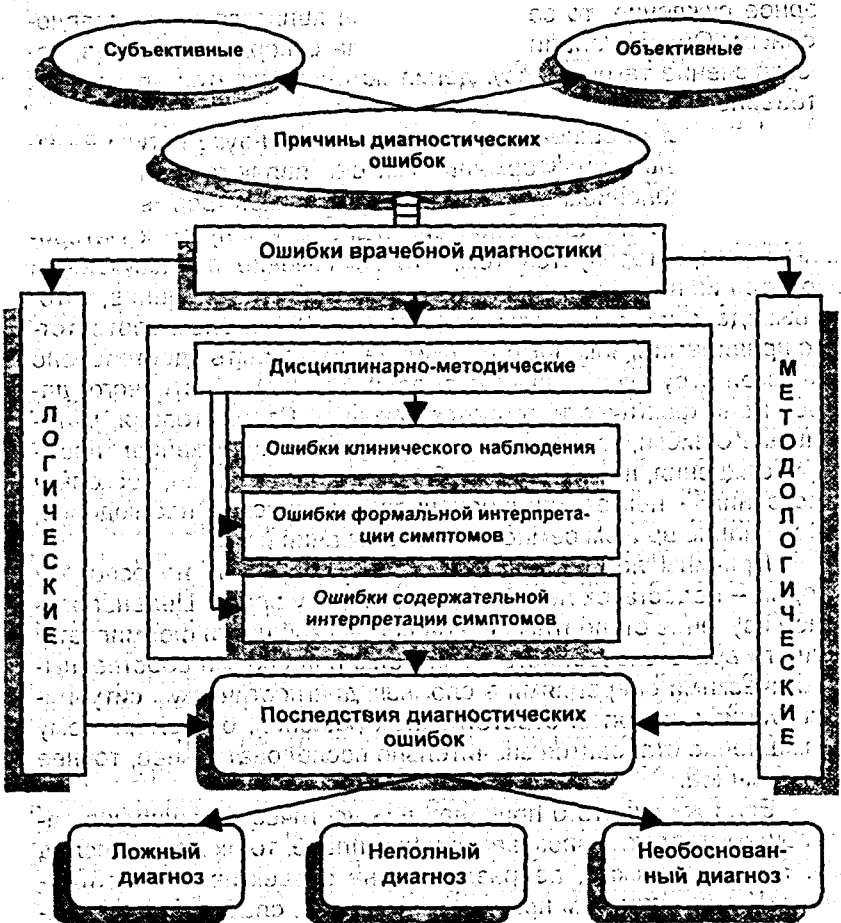 Субъективные
Объективные
Причины диагностических
ошибок
Ошибки врачебной диагностики
ЛОГИЧЕСКИЕ
Дисциплинарно-методические
Ошибки клинического наблюдения
Ошибки формальной интерпрета-
ции симптомов
Ошибки содержательной
интерпретации симптомов
МЕТОДОЛОГИЧЕСКИЕ
Последствия диагностических
ошибок
Ложный
диагноз
Неполный
диагноз
Необоснован-
ный диагноз